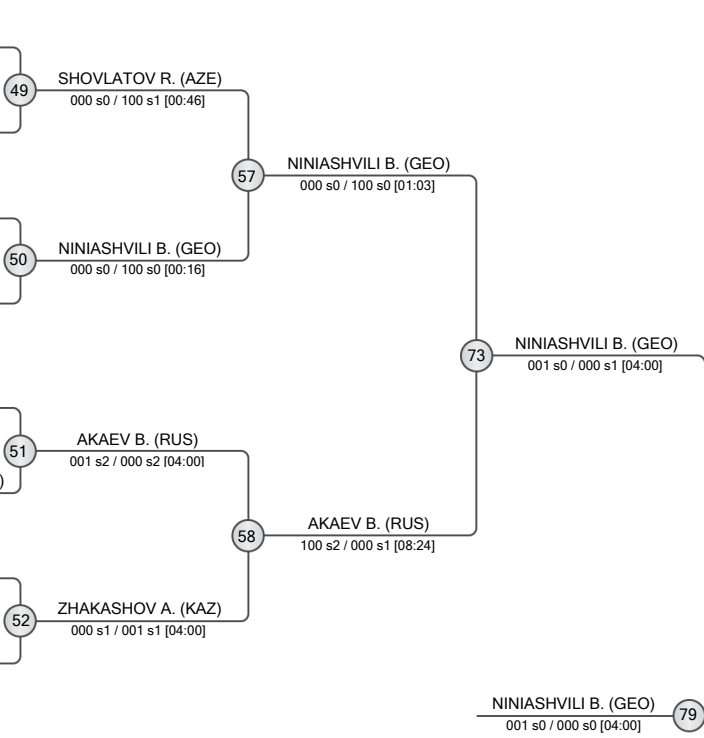 49
SHOVLATOV R. (AZE)
000 s0 / 100 s1 [00:46]
57
NINIASHVILI B. (GEO)
000 s0 / 100 s0 [01:03]
50
NINIASHVILI B. (GEO)
000 s0 / 100 s0 [00:16]
73
NINIASHVILI B. (GEO)
001 s0 / 000 s1 [04:00]
51
AKAEV B. (RUS)
001 s2 / 000 s2 [04:00]
)
58
AKAEV B. (RUS)
100 s2 / 000 s1 [08:24]
52
ZHAKASHOV A. (KAZ)
000 s1 / 001 s1 [04:00]
NINIASHVILI B. (GEO)
001 s0 / 000 s0 [04:00]
79